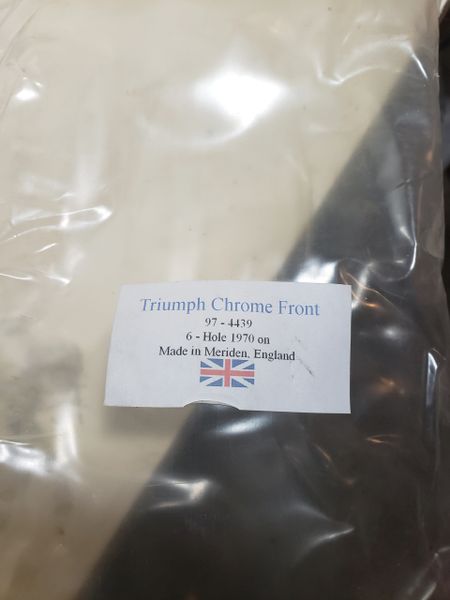 Triumph Chrome Front
97 - 4439
6 - Hole 1970 on
Made in Meriden, England